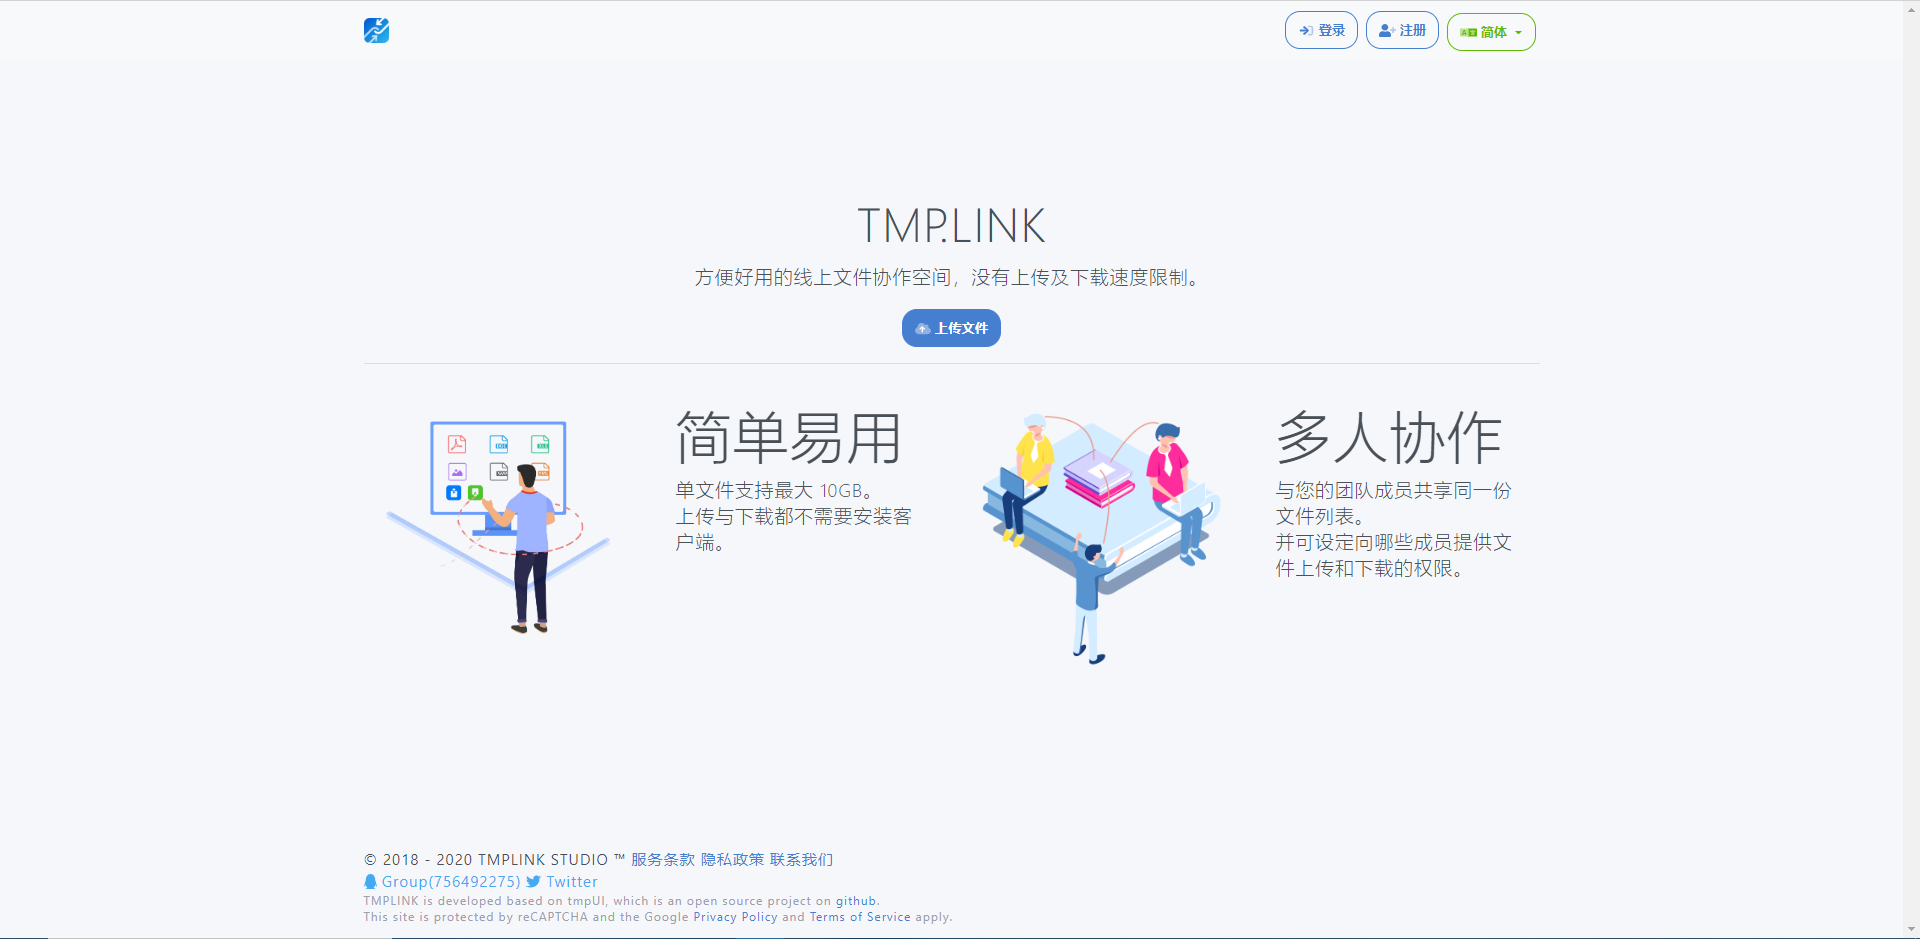 登录 注册 简体
TMP.LINK
方便好用的线上文件协作空间，没有上传及下载速度限制。
上传文件
简单易用
单文件支持最大 10GB。
上传与下载都不需要安装客
户端。
多人协作
与您的团队成员共享同一份
文件列表。
并可设定向哪些成员提供文
件上传和下载的权限。
© 2018 - 2020 TMPLINK STUDIO ™ 服务条款 隐私政策 联系我们
Group(756492275) Twitter
TMPLINK is developed based on tmpUI, which is an open source project on github.
This site is protected by reCAPTCHA and the Google Privacy Policy and Terms of Service apply.